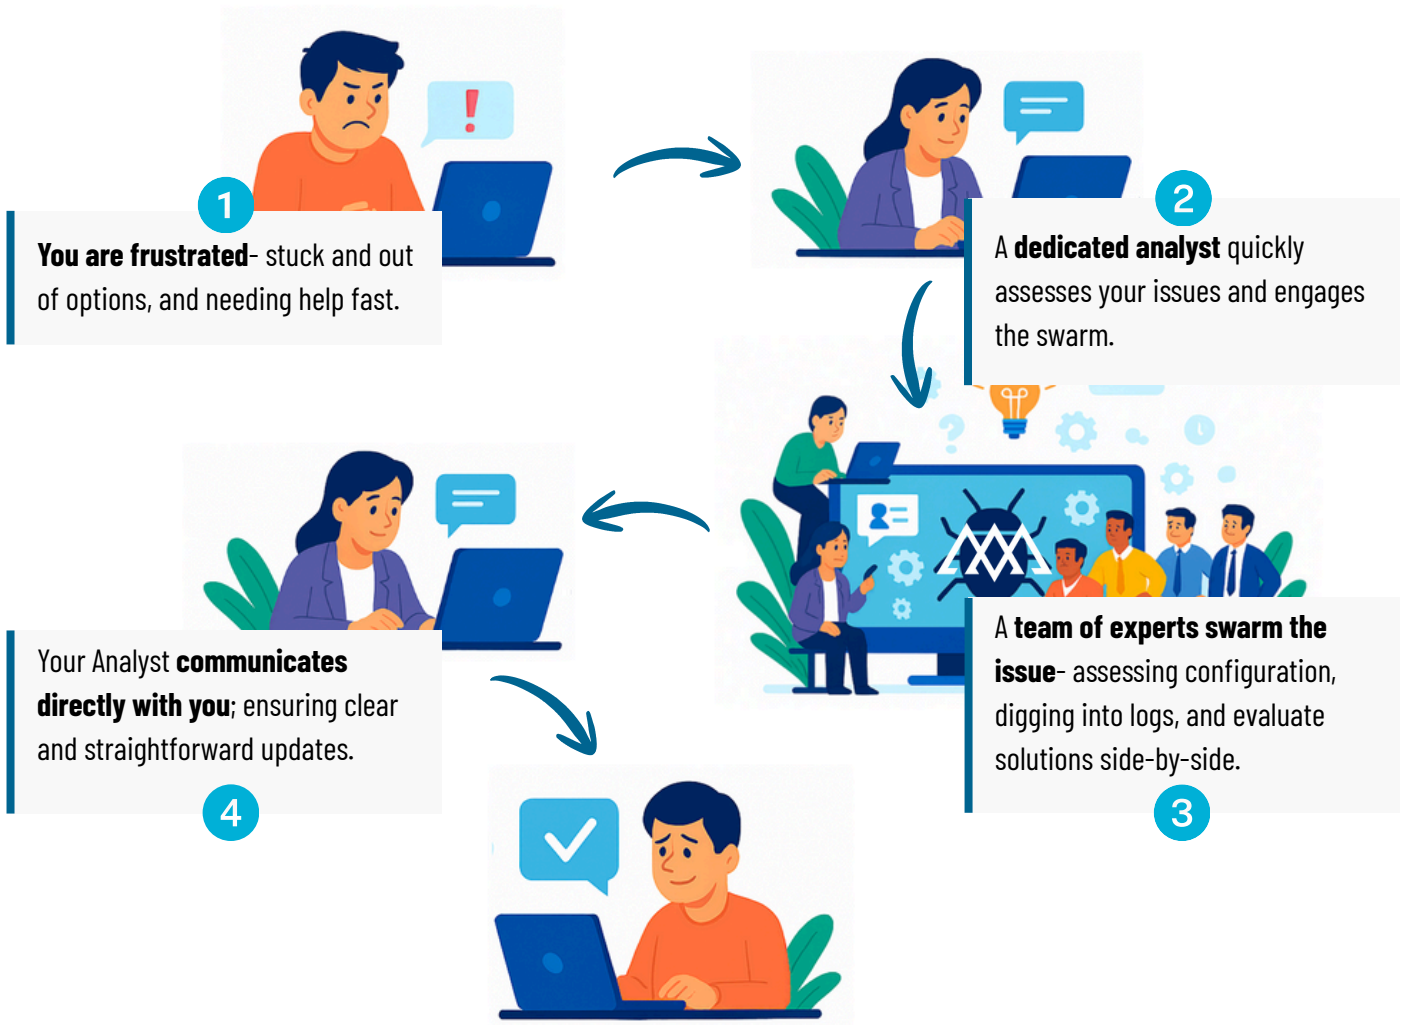 1
You are frustrated- stuck and out
of options, and needing help fast.
2
A dedicated analyst quickly
assesses your issues and engages
the swarm.
A team of experts swarm the
issue- assessing configuration,
digging into logs, and evaluate
solutions side-by-side.
3
Your Analyst communicates
directly with you; ensuring clear
and straightforward updates.
4